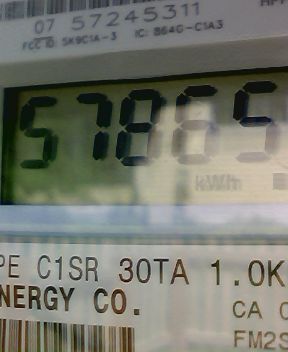 07 57245311
FCC ID: SK9C1A-3 IC: 864G-C1A3
57865
kWh
PE C1SR 30TA 1.0K
NERGY CO.
CA 0
FM2S